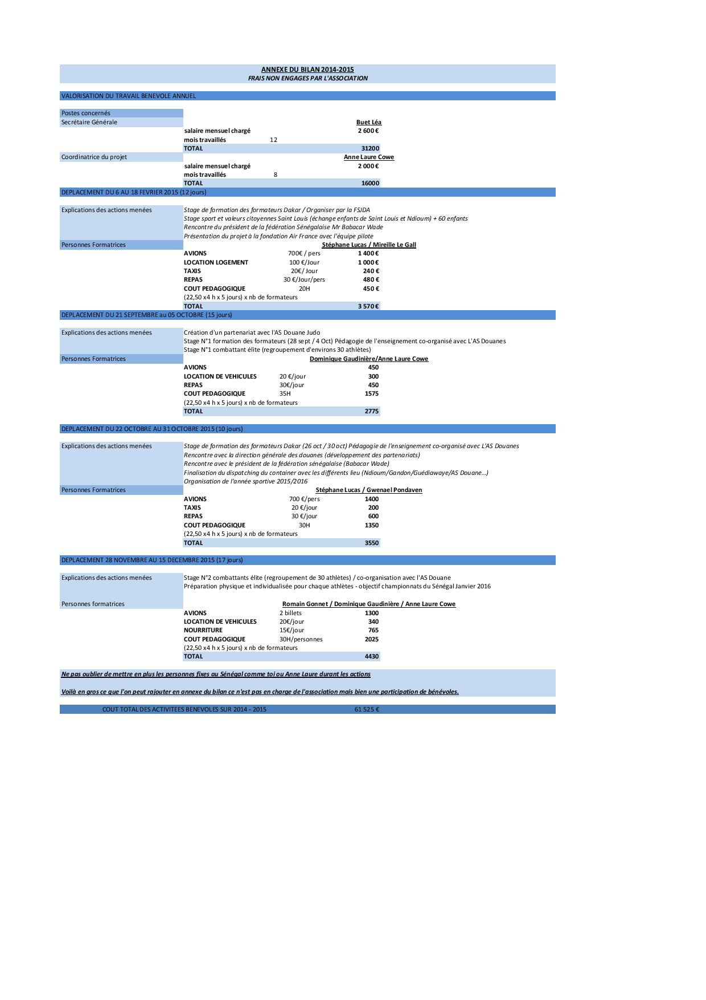 ANNEXE DU BILAN 2014-2015
FRAIS NON ENGAGES PAR L'ASSOCIATION
VALORISATION DU TRAVAIL BENEVOLE ANNUEL
Postes concernés
Secrétaire Générale Buet Léa
salaire mensuel chargé 2 600 €
mois travaillés 12
TOTAL 31200
Coordinatrice du projet Anne Laure Cowe
salaire mensuel chargé 2 000 €
mois travaillés 8
TOTAL 16000
DEPLACEMENT DU 6 AU 18 FEVRIER 2015 (12 jours)
Explications des actions menées Stage de formation des formateurs Dakar / Organiser par la FSJDA
Stage sport et valeurs citoyennes Saint Louis (échange enfants de Saint Louis et Ndioum) + 60 enfants
Rencontre du président de la fédération Sénégalaise Mr Babacar Wade
Présentation du projet à la fondation Air France avec l'équipe pilote
Personnes Formatrices Stéphane Lucas / Mireille Le Gall
AVIONS 700€ / pers 1 400 €
LOCATION LOGEMENT 100 €/Jour 1 000 €
TAXIS 20€/ Jour 240 €
REPAS 30 €/Jour/pers 480 €
COUT PEDAGOGIQUE 20H 450 €
(22,50 x4 h x 5 jours) x nb de formateurs
TOTAL 3 570 €
DEPLACEMENT DU 21 SEPTEMBRE au 05 OCTOBRE (15 jours)
Explications des actions menées Création d'un partenariat avec l'AS Douane Judo
Stage N°1 formation des formateurs (28 sept / 4 Oct) Pédagogie de l'enseignement co-organisé avec L'AS Douanes
Stage N°1 combattant élite (regroupement d'environs 30 athlètes)
Personnes Formatrices Dominique Gaudinière/Anne Laure Cowe
AVIONS 450
LOCATION DE VEHICULES 20 €/jour 300
REPAS 30€/jour 450
COUT PEDAGOGIQUE 35H 1575
(22,50 x4 h x 5 jours) x nb de formateurs
TOTAL 2775
DEPLACEMENT DU 22 OCTOBRE AU 31 OCTOBRE 2015 (10 jours)
Explications des actions menées Stage de formation des formateurs Dakar (26 oct / 30 oct) Pédagogie de l'enseignement co-organisé avec L'AS Douanes
Rencontre avec la direction générale des douanes (développement des partenariats)
Rencontre avec le président de la fédération sénégalaise (Babacar Wade)
Finalisation du dispatching du container avec les différents lieu (Ndioum/Gandon/Guédiawaye/AS Douane...)
Organisation de l'année sportive 2015/2016
Personnes Formatrices Stéphane Lucas / Gwenael Pondaven
AVIONS 700 €/pers 1400
TAXIS 20 €/jour 200
REPAS 30 €/jour 600
COUT PEDAGOGIQUE 30H 1350
(22,50 x4 h x 5 jours) x nb de formateurs
TOTAL 3550
DEPLACEMENT 28 NOVEMBRE AU 15 DECEMBRE 2015 (17 jours)
Explications des actions menées Stage N°2 combattants élite (regroupement de 30 athlètes) / co-organisation avec l'AS Douane
Préparation physique et individualisée pour chaque athlètes - objectif championnats du Sénégal Janvier 2016
Personnes formatrices Romain Gonnet / Dominique Gaudinière / Anne Laure Cowe
AVIONS 2 billets 1300
LOCATION DE VEHICULES 20€/jour 340
NOURRITURE 15€/jour 765
COUT PEDAGOGIQUE 30H/personnes 2025
(22,50 x4 h x 5 jours) x nb de formateurs
TOTAL 4430
Ne pas oublier de mettre en plus les personnes fixes au Sénégal comme toi ou Anne Laure durant les actions
Voilà en gros ce que l'on peut rajouter en annexe du bilan ce n'est pas en charge de l'association mais bien une participation de bénévoles.
COUT TOTAL DES ACTIVITEES BENEVOLES SUR 2014 - 2015 61 525 €